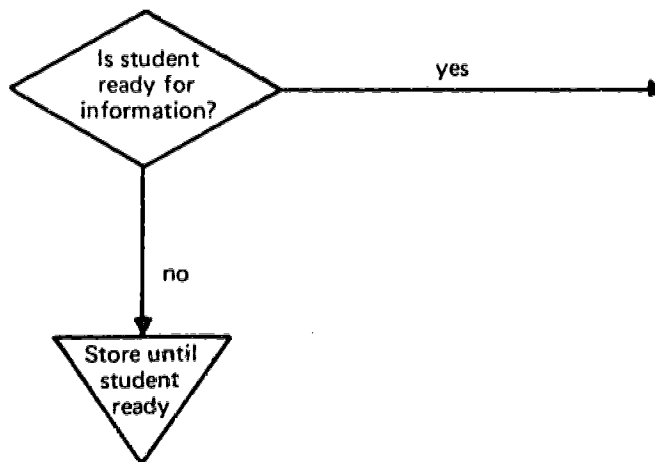 Is student
ready for
information?
yes
no
Store until
student
ready